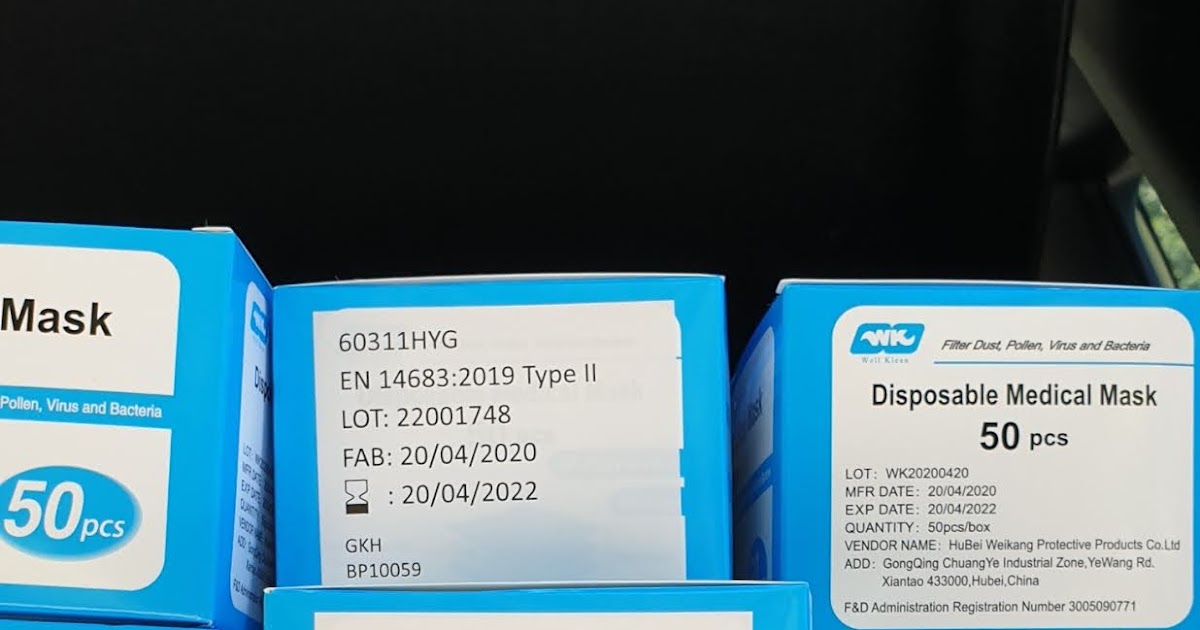 Mask
Pollen, Virus and Bacteria
50pcs
60311HYG
EN 14683:2019 Type II
LOT: 22001748
FAB: 20/04/2020
: 20/04/2022
GKH
BP10059
WK
Well Klean
Filter Dust, Pollen, Virus and Bacteria
Disposable Medical Mask
50 pcs
LOT: WK20200420
MFR DATE: 20/04/2020
EXP DATE: 20/04/2022
QUANTITY: 50pcs/box
VENDOR NAME: HuBei Weikang Protective Products Co.Ltd
ADD: GongQing ChuangYe Industrial Zone,YeWang Rd.
Xiantao 433000,Hubei,China
F&D Administration Registration Number 3005090771